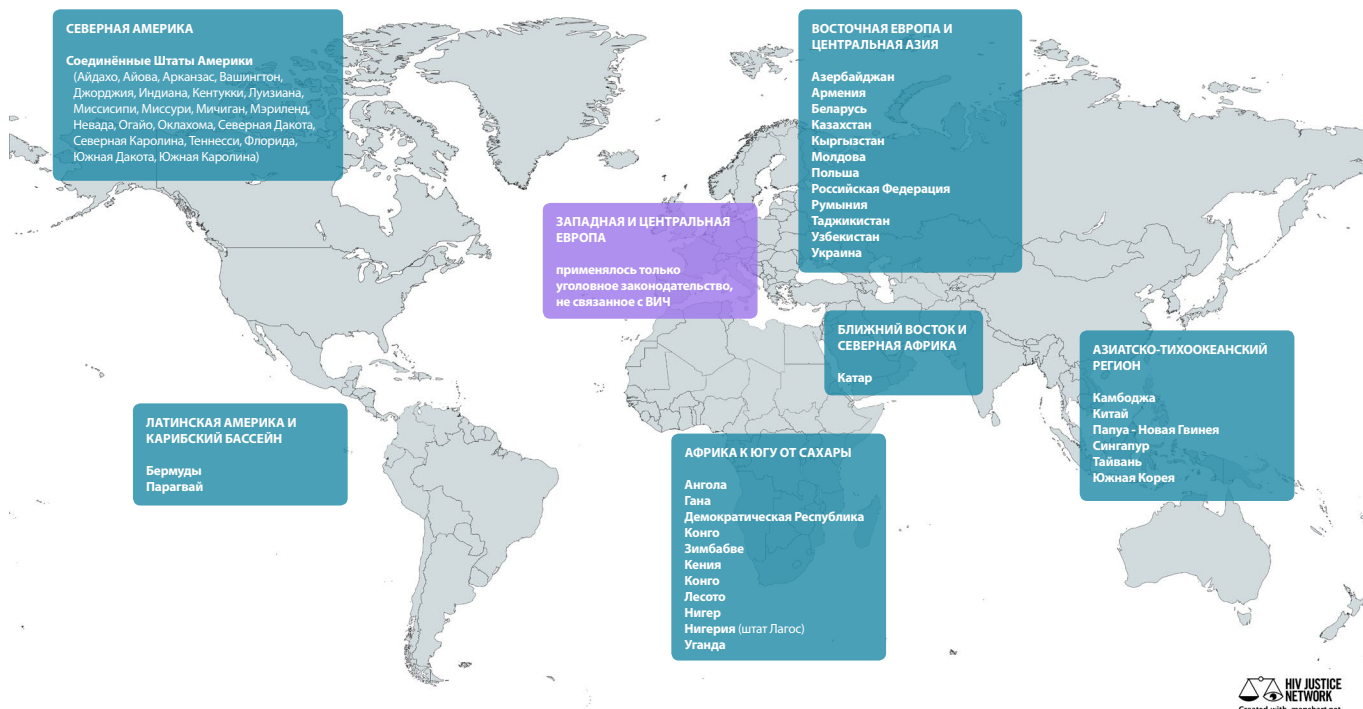 СЕВЕРНАЯ АМЕРИКА
Соединённые Штаты Америки
(Айдахо, Айова, Арканзас, Вашингтон,
Джорджия, Индиана, Кентукки, Луизиана,
Миссисипи, Миссури, Мичиган, Мэриленд,
Невада, Огайо, Оклахома, Северная Дакота,
Северная Каролина, Теннесси, Флорида,
Южная Дакота, Южная Каролина)
ВОСТОЧНАЯ ЕВРОПА И
ЦЕНТРАЛЬНАЯ АЗИЯ
Азербайджан
Армения
Беларусь
Казахстан
Кыргызстан
Молдова
Польша
Российская Федерация
Румыния
Таджикистан
Узбекистан
Украина
ЗАПАДНАЯ И ЦЕНТРАЛЬНАЯ
ЕВРОПА
применялось только
уголовное законодательство,
не связанное с ВИЧ
БЛИЖНИЙ ВОСТОК И
СЕВЕРНАЯ АФРИКА
Катар
АЗИАТСКО-ТИХООКЕАНСКИЙ
РЕГИОН
Камбоджа
Китай
Папуа - Новая Гвинея
Сингапур
Тайвань
Южная Корея
ЛАТИНСКАЯ АМЕРИКА И
КАРИБСКИЙ БАССЕЙН
Бермуды
Парагвай
АФРИКА К ЮГУ ОТ САХАРЫ
Ангола
Гана
Демократическая Республика
Конго
Зимбабве
Кения
Конго
Лесото
Нигер
Нигерия (штат Лагос)
Уганда
HIV JUSTICE
NETWORK
Created with mapchart.net